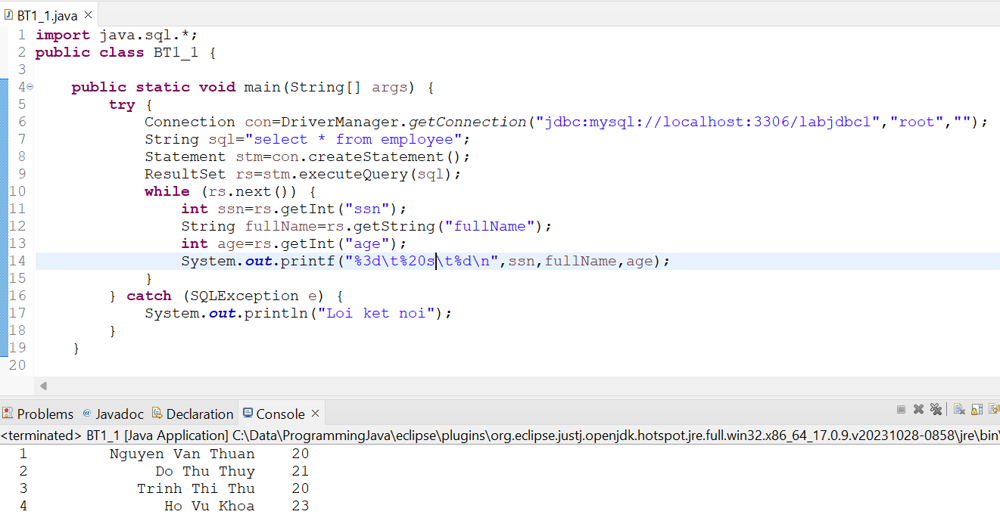 BT1_1.java ×
1 import java.sql.*;
2 public class BT1_1 {
3
4 public static void main(String[] args) {
5 try {
6 Connection con=DriverManager.getConnection("jdbc:mysql://localhost:3306/labjdbc1","root","");
7 String sql="select * from employee";
8 Statement stm=con.createStatement();
9 ResultSet rs=stm.executeQuery(sql);
10 while (rs.next()) {
11 int ssn=rs.getInt("ssn");
12 String fullName=rs.getString("fullName");
13 int age=rs.getInt("age");
14 System.out.printf("%3d\t%20s\t%d\n",ssn,fullName,age);
15 }
16 } catch (SQLException e) {
17 System.out.println("Loi ket noi");
18 }
19 }
20
Problems @ Javadoc Declaration Console ×
<terminated> BT1_1 [Java Application] C:\Data\ProgrammingJava\eclipse\plugins\org.eclipse.justj.openjdk.hotspot.jre.full.win32.x86_64_17.0.9.v20231028-0858\jre\bin\
1 Nguyen Van Thuan 20
2 Do Thu Thuy 21
3 Trinh Thi Thu 20
4 Ho Vu Khoa 23